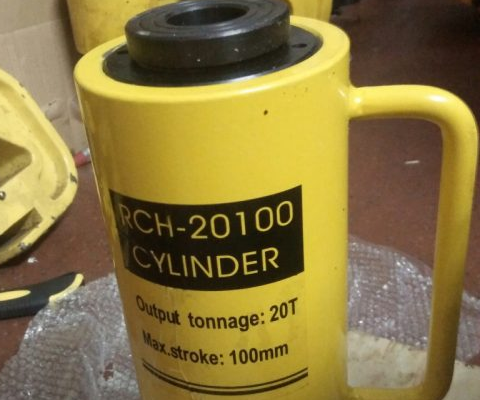 RCH-20100
CYLINDER
Output tonnage: 20T
Max.stroke: 100mm